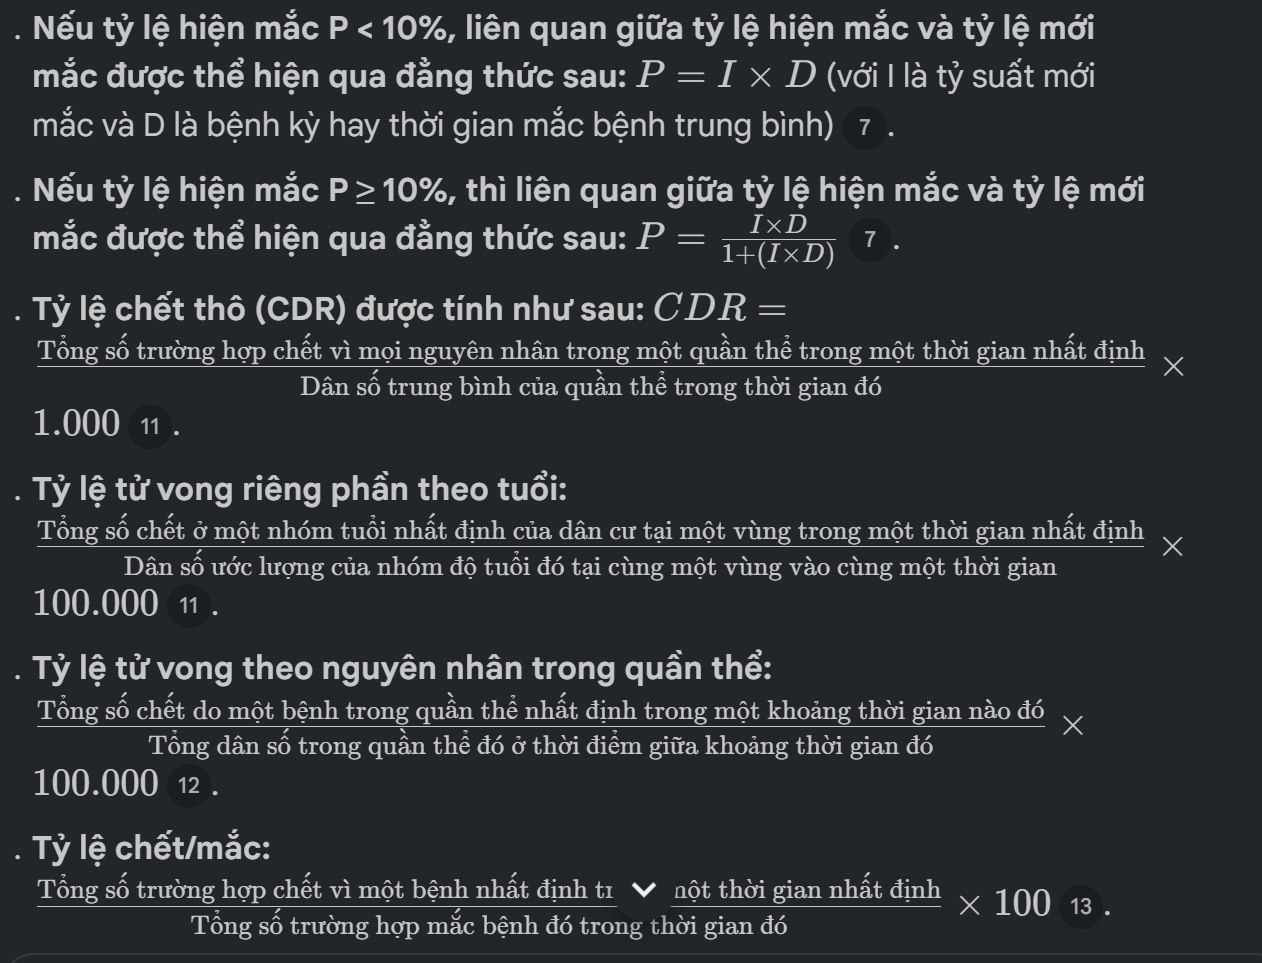 . Nếu tỷ lệ hiện mắc P < 10%, liên quan giữa tỷ lệ hiện mắc và tỷ lệ mới
mắc được thể hiện qua đẳng thức sau: P = I × D (với I là tỷ suất mới
mắc và D là bệnh kỳ hay thời gian mắc bệnh trung bình) 7 .
. Nếu tỷ lệ hiện mắc P ≥ 10%, thì liên quan giữa tỷ lệ hiện mắc và tỷ lệ mới
mắc được thể hiện qua đẳng thức sau: P = I×D / 1+(I×D) 7 .
. Tỷ lệ chết thô (CDR) được tính như sau: CDR =
Tổng số trường hợp chết vì mọi nguyên nhân trong một quần thể trong một thời gian nhất định ×
Dân số trung bình của quần thể trong thời gian đó
1.000 11 .
. Tỷ lệ tử vong riêng phần theo tuổi:
Tổng số chết ở một nhóm tuổi nhất định của dân cư tại một vùng trong một thời gian nhất định ×
Dân số ước lượng của nhóm độ tuổi đó tại cùng một vùng vào cùng một thời gian
100.000 11 .
. Tỷ lệ tử vong theo nguyên nhân trong quần thể:
Tổng số chết do một bệnh trong quần thể nhất định trong một khoảng thời gian nào đó ×
Tổng dân số trong quần thể đó ở thời điểm giữa khoảng thời gian đó
100.000 12 .
. Tỷ lệ chết/mắc:
Tổng số trường hợp chết vì một bệnh nhất định một thời gian nhất định × 100 13 .
Tổng số trường hợp mắc bệnh đó trong thời gian đó